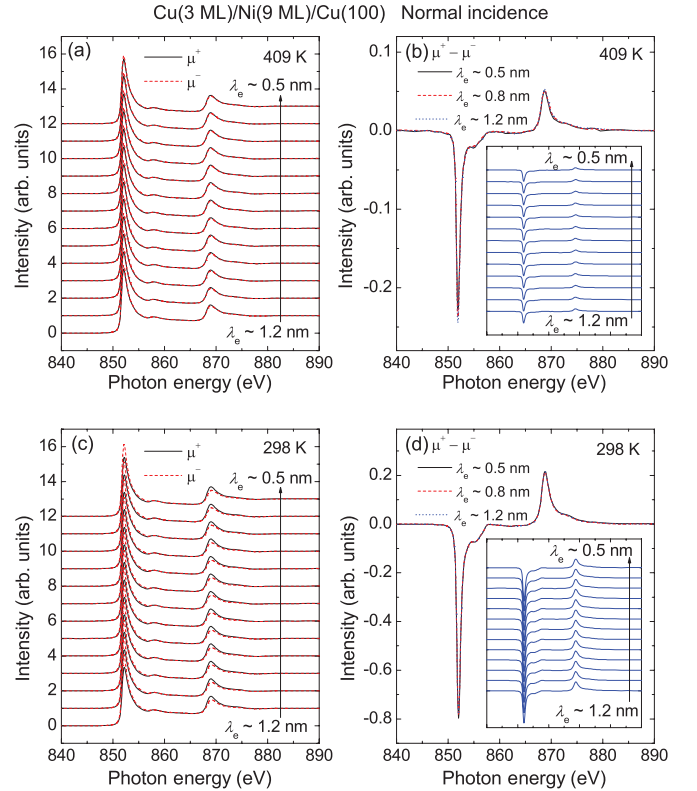 Cu(3 ML)/Ni(9 ML)/Cu(100) Normal incidence
(a) μ⁺ 409 K
μ⁻
λe ~ 0.5 nm
16
14
12
10
8
6
4
2
0
λe ~ 1.2 nm
Intensity (arb. units)
840 850 860 870 880 890
Photon energy (eV)
(b) μ⁺ − μ⁻ 409 K
λe ~ 0.5 nm
λe ~ 0.8 nm
λe ~ 1.2 nm
0.1
0.0
-0.1
-0.2
λe ~ 0.5 nm
λe ~ 1.2 nm
Intensity (arb. units)
840 850 860 870 880 890
Photon energy (eV)
(c) μ⁺ 298 K
μ⁻
λe ~ 0.5 nm
16
14
12
10
8
6
4
2
0
λe ~ 1.2 nm
Intensity (arb. units)
840 850 860 870 880 890
Photon energy (eV)
(d) μ⁺ − μ⁻ 298 K
λe ~ 0.5 nm
λe ~ 0.8 nm
λe ~ 1.2 nm
0.2
0.0
-0.2
-0.4
-0.6
-0.8
λe ~ 0.5 nm
λe ~ 1.2 nm
Intensity (arb. units)
840 850 860 870 880 890
Photon energy (eV)